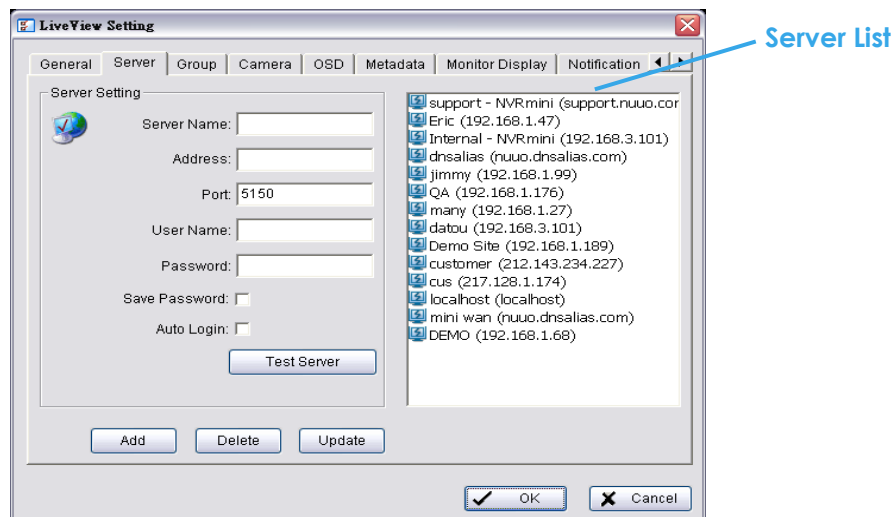 LiveView Setting
Server List
General Server Group Camera OSD Metadata Monitor Display Notification
Server Setting
Server Name:
Address:
Port: 5150
User Name:
Password:
Save Password:
Auto Login:
Test Server
support - NVRmini (support.nuuo.cor
Eric (192.168.1.47)
Internal - NVRmini (192.168.3.101)
dnsalias (nuuo.dnsalias.com)
jimmy (192.168.1.99)
QA (192.168.1.176)
many (192.168.1.27)
datou (192.168.3.101)
Demo Site (192.168.1.189)
customer (212.143.234.227)
cus (217.128.1.174)
localhost (localhost)
mini wan (nuuo.dnsalias.com)
DEMO (192.168.1.68)
Add Delete Update
OK Cancel